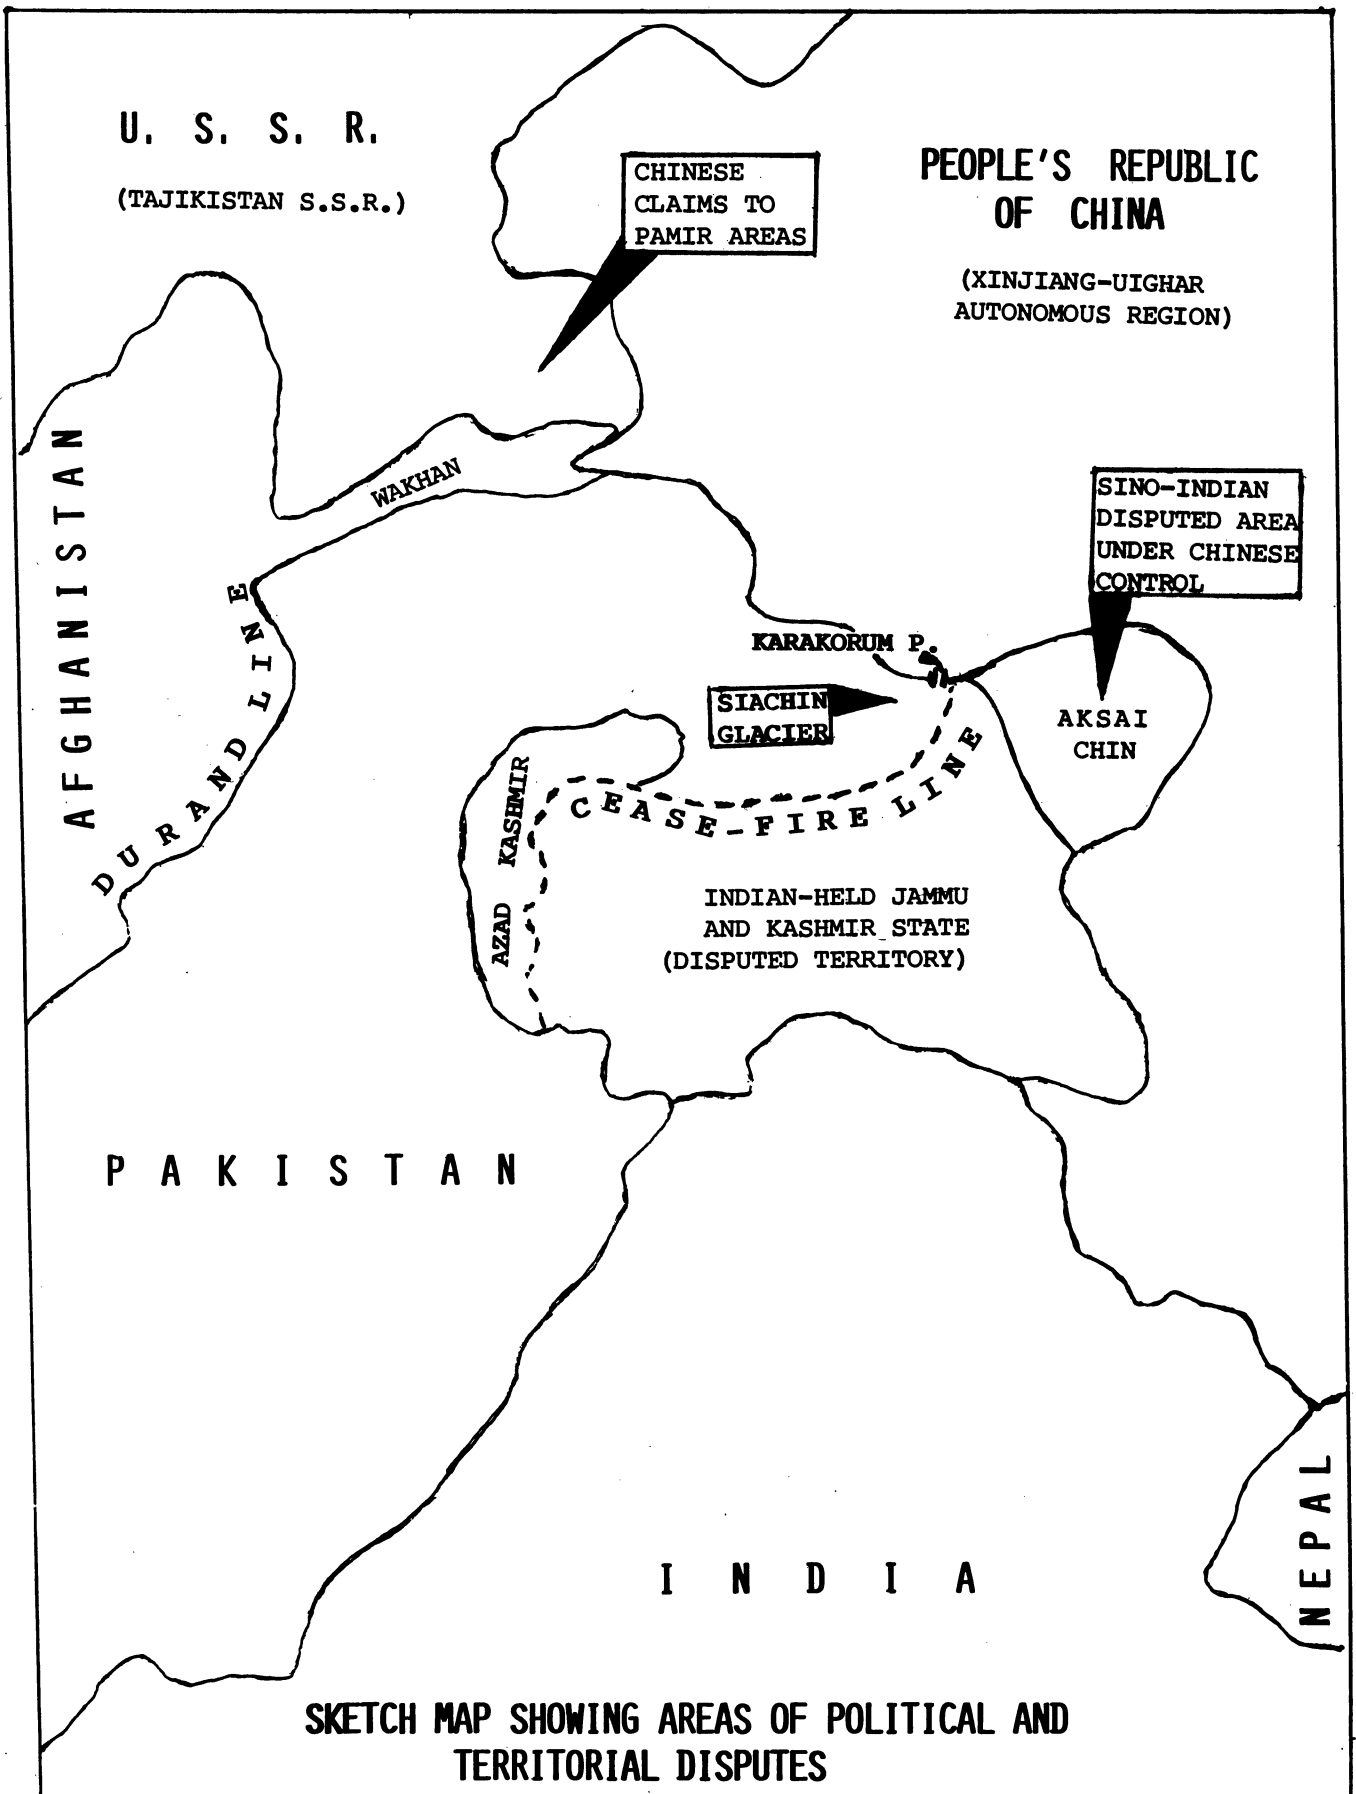 U. S. S. R.
(TAJIKISTAN S.S.R.)
CHINESE
CLAIMS TO
PAMIR AREAS
PEOPLE'S REPUBLIC
OF CHINA
(XINJIANG-UIGHAR
AUTONOMOUS REGION)
AFGHANISTAN
WAKHAN
DURAND LINE
SINO-INDIAN
DISPUTED AREA
UNDER CHINESE
CONTROL
KARAKORUM P.
SIACHIN
GLACIER
AKSAI
CHIN
CEASE-FIRE LINE
AZAD KASHMIR
INDIAN-HELD JAMMU
AND KASHMIR STATE
(DISPUTED TERRITORY)
PAKISTAN
INDIA
NEPAL
SKETCH MAP SHOWING AREAS OF POLITICAL AND
TERRITORIAL DISPUTES